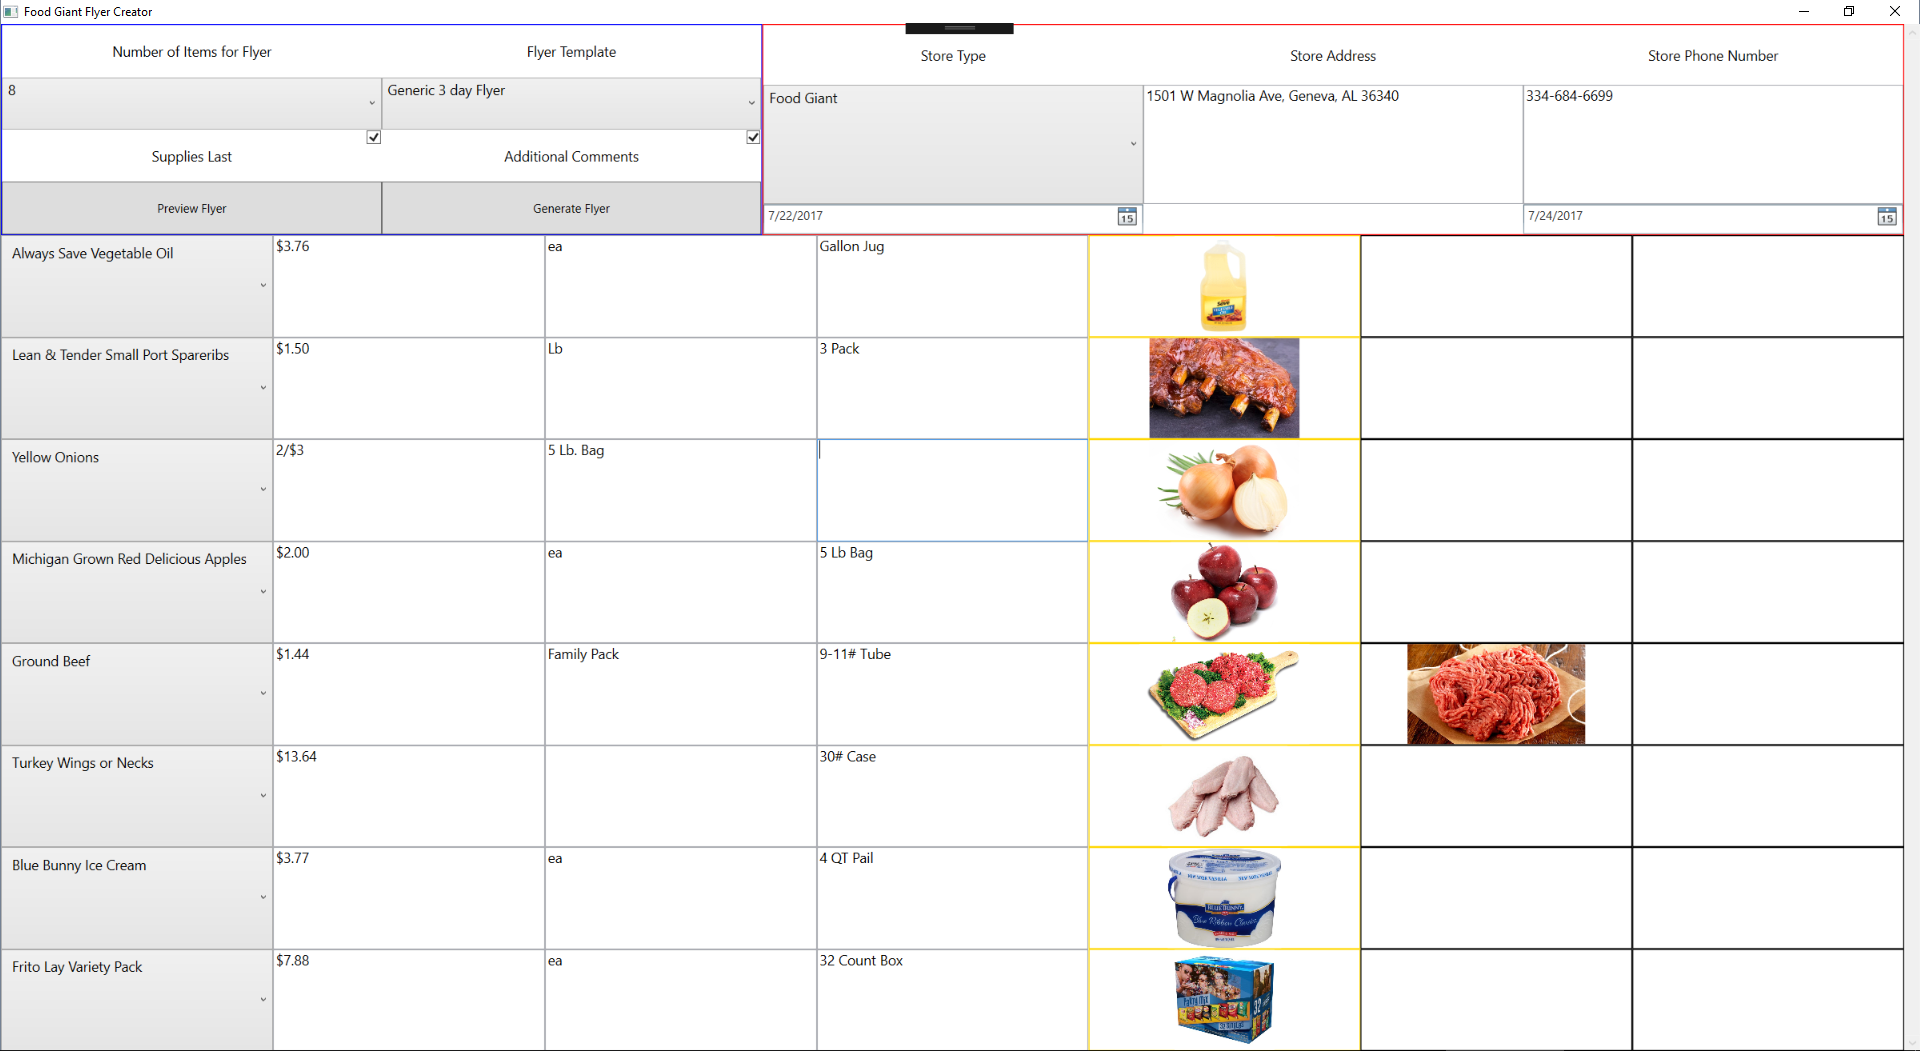 Food Giant Flyer Creator
Number of Items for Flyer
Flyer Template
Store Type
Store Address
Store Phone Number
8
Generic 3 day Flyer
Food Giant
1501 W Magnolia Ave, Geneva, AL 36340
334-684-6699
Supplies Last
Additional Comments
Preview Flyer
Generate Flyer
7/22/2017
15
7/24/2017
15
Always Save Vegetable Oil
$3.76
ea
Gallon Jug
Lean & Tender Small Port Spareribs
$1.50
Lb
3 Pack
Yellow Onions
2/$3
5 Lb. Bag
Michigan Grown Red Delicious Apples
$2.00
ea
5 Lb Bag
Ground Beef
$1.44
Family Pack
9-11# Tube
Turkey Wings or Necks
$13.64
30# Case
Blue Bunny Ice Cream
$3.77
ea
4 QT Pail
BLUE BUNNY
Blue Ribbon Classics
Frito Lay Variety Pack
$7.88
ea
32 Count Box
32